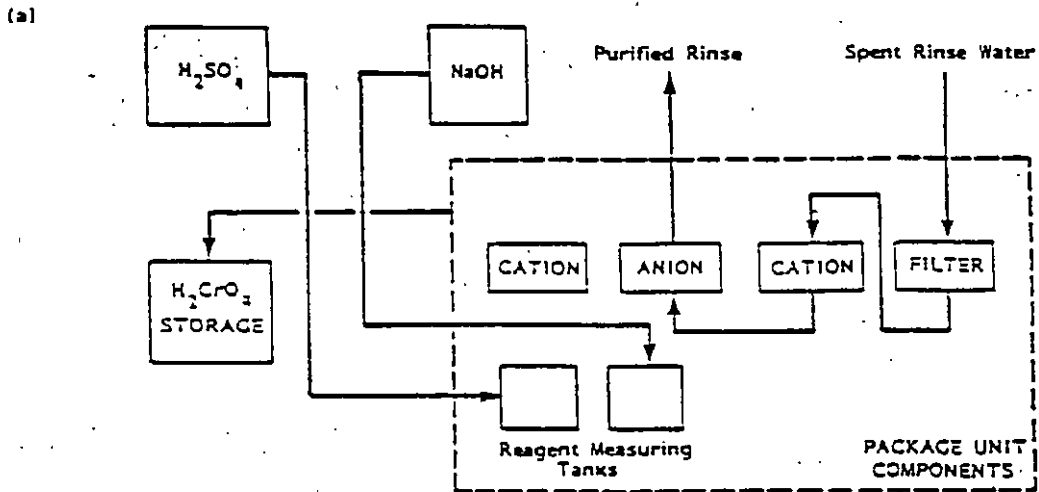 (a)
H₂SO₄
NaOH
Purified Rinse
Spent Rinse Water
CATION
ANION
CATION
FILTER
H₂CrO₄
STORAGE
Reagent Measuring
Tanks
PACKAGE UNIT
COMPONENTS